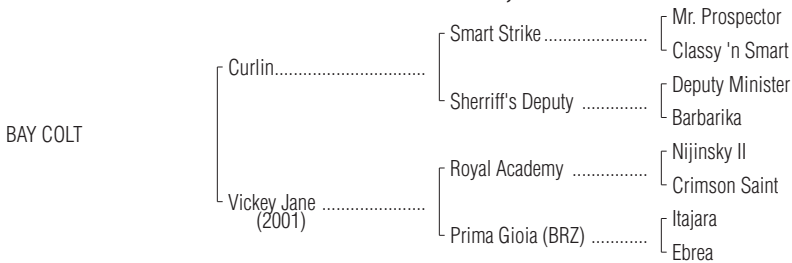 Mr. Prospector
Smart Strike........................
Classy 'n Smart
Curlin...................................
Deputy Minister
Sherriff's Deputy ...............
Barbarika
BAY COLT
Nijinsky II
Royal Academy .................
Crimson Saint
Vickey Jane ........................
(2001)
Itajara
Prima Gioia (BRZ) .............
Ebrea